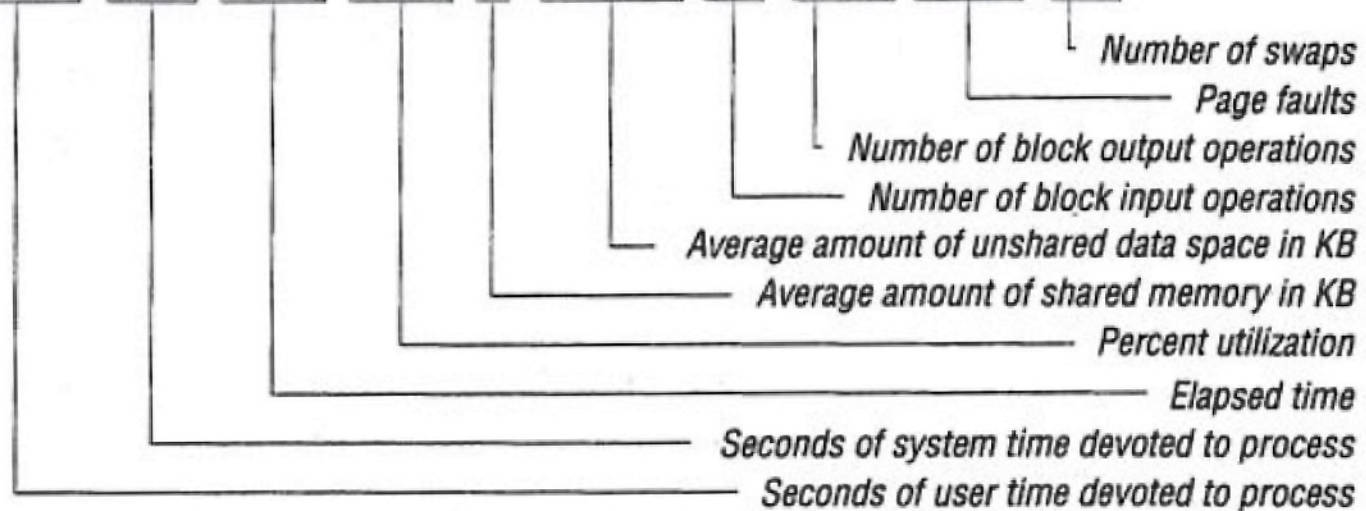 Number of swaps
Page faults
Number of block output operations
Number of block input operations
Average amount of unshared data space in KB
Average amount of shared memory in KB
Percent utilization
Elapsed time
Seconds of system time devoted to process
Seconds of user time devoted to process